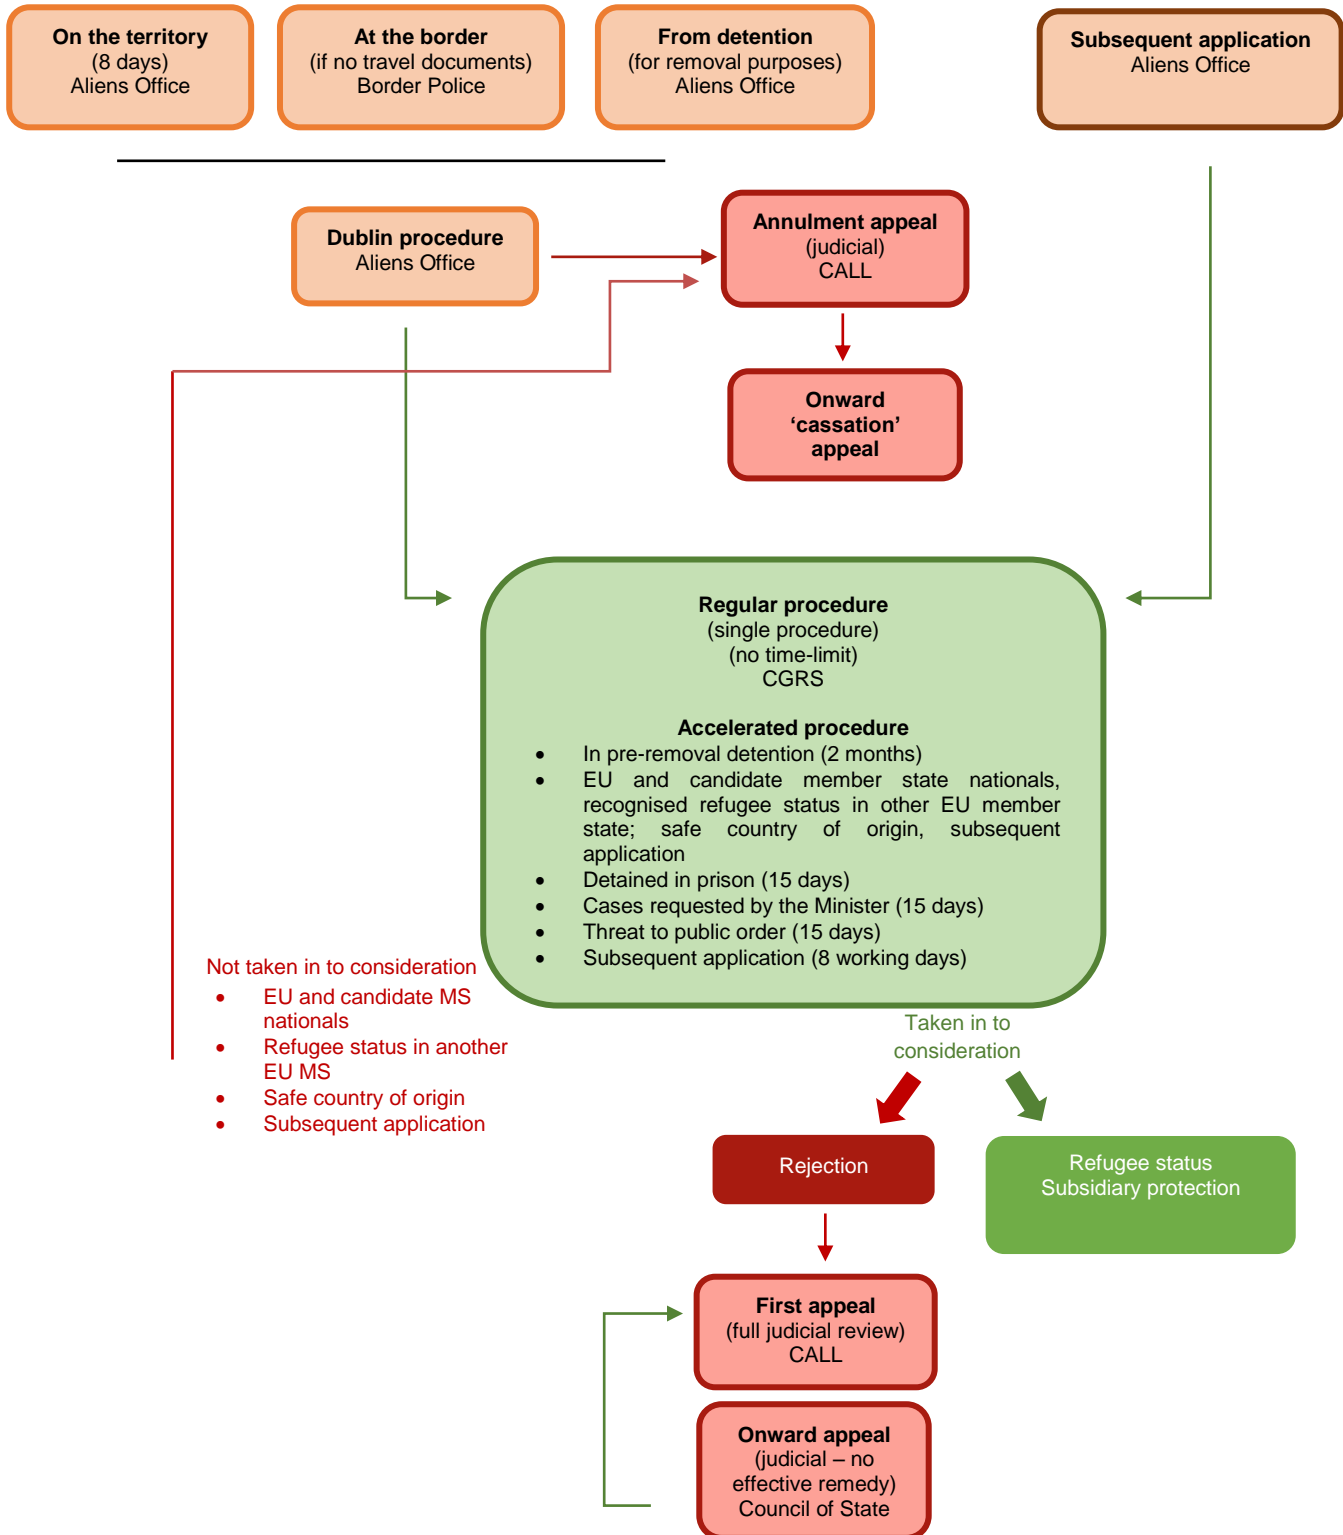 On the territory
(8 days)
Aliens Office
At the border
(if no travel documents)
Border Police
From detention
(for removal purposes)
Aliens Office
Subsequent application
Aliens Office
Dublin procedure
Aliens Office
Annulment appeal
(judicial)
CALL
Onward
‘cassation’
appeal
Regular procedure
(single procedure)
(no time-limit)
CGRS
Accelerated procedure
• In pre-removal detention (2 months)
• EU and candidate member state nationals,
recognised refugee status in other EU member
state; safe country of origin, subsequent
application
• Detained in prison (15 days)
• Cases requested by the Minister (15 days)
• Threat to public order (15 days)
• Subsequent application (8 working days)
Not taken in to consideration
• EU and candidate MS
nationals
• Refugee status in another
EU MS
• Safe country of origin
• Subsequent application
Taken in to
consideration
Rejection
Refugee status
Subsidiary protection
First appeal
(full judicial review)
CALL
Onward appeal
(judicial – no
effective remedy)
Council of State